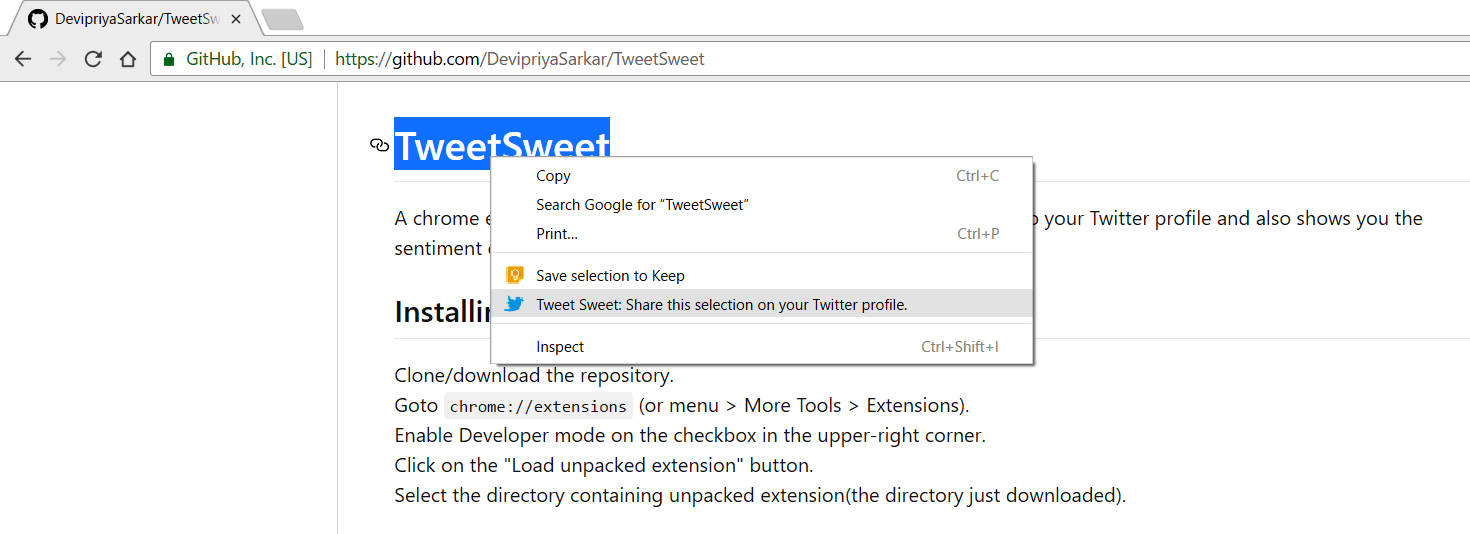 DevipriyaSarkar/TweetSw
GitHub, Inc. [US] https://github.com/DevipriyaSarkar/TweetSweet
TweetSweet
Copy Ctrl+C
Search Google for “TweetSweet”
Print... Ctrl+P
A chrome your Twitter profile and also shows you the
sentiment
Save selection to Keep
Tweet Sweet: Share this selection on your Twitter profile.
Installin
Inspect Ctrl+Shift+I
Clone/download the repository.
Goto chrome://extensions (or menu > More Tools > Extensions).
Enable Developer mode on the checkbox in the upper-right corner.
Click on the "Load unpacked extension" button.
Select the directory containing unpacked extension(the directory just downloaded).